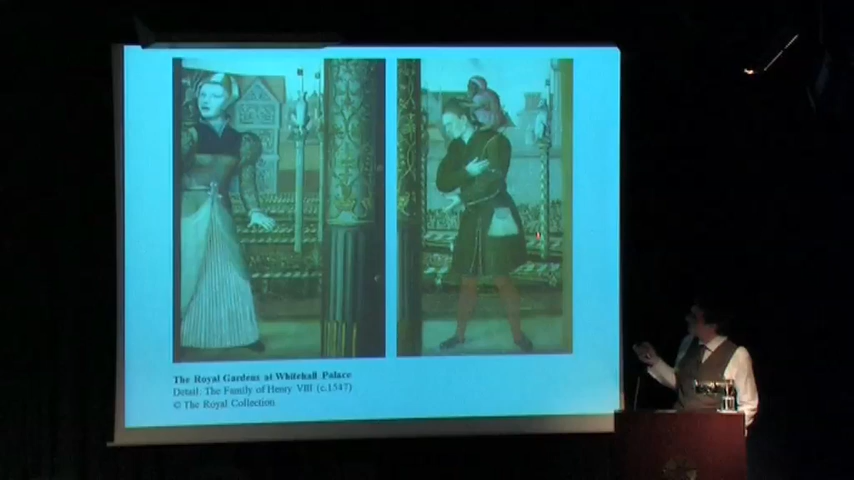 The Royal Gardens at Whitehall Palace
Detail: The Family of Henry VIII (c.1547)
© The Royal Collection